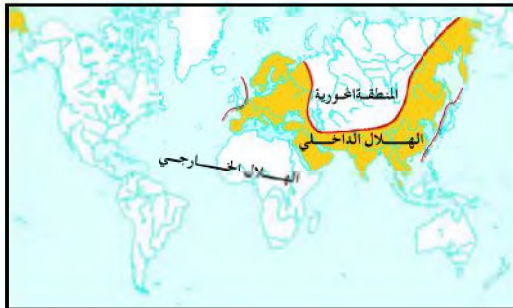 المنطقة المحورية
الهلال الداخلي
الهلال الخارجي